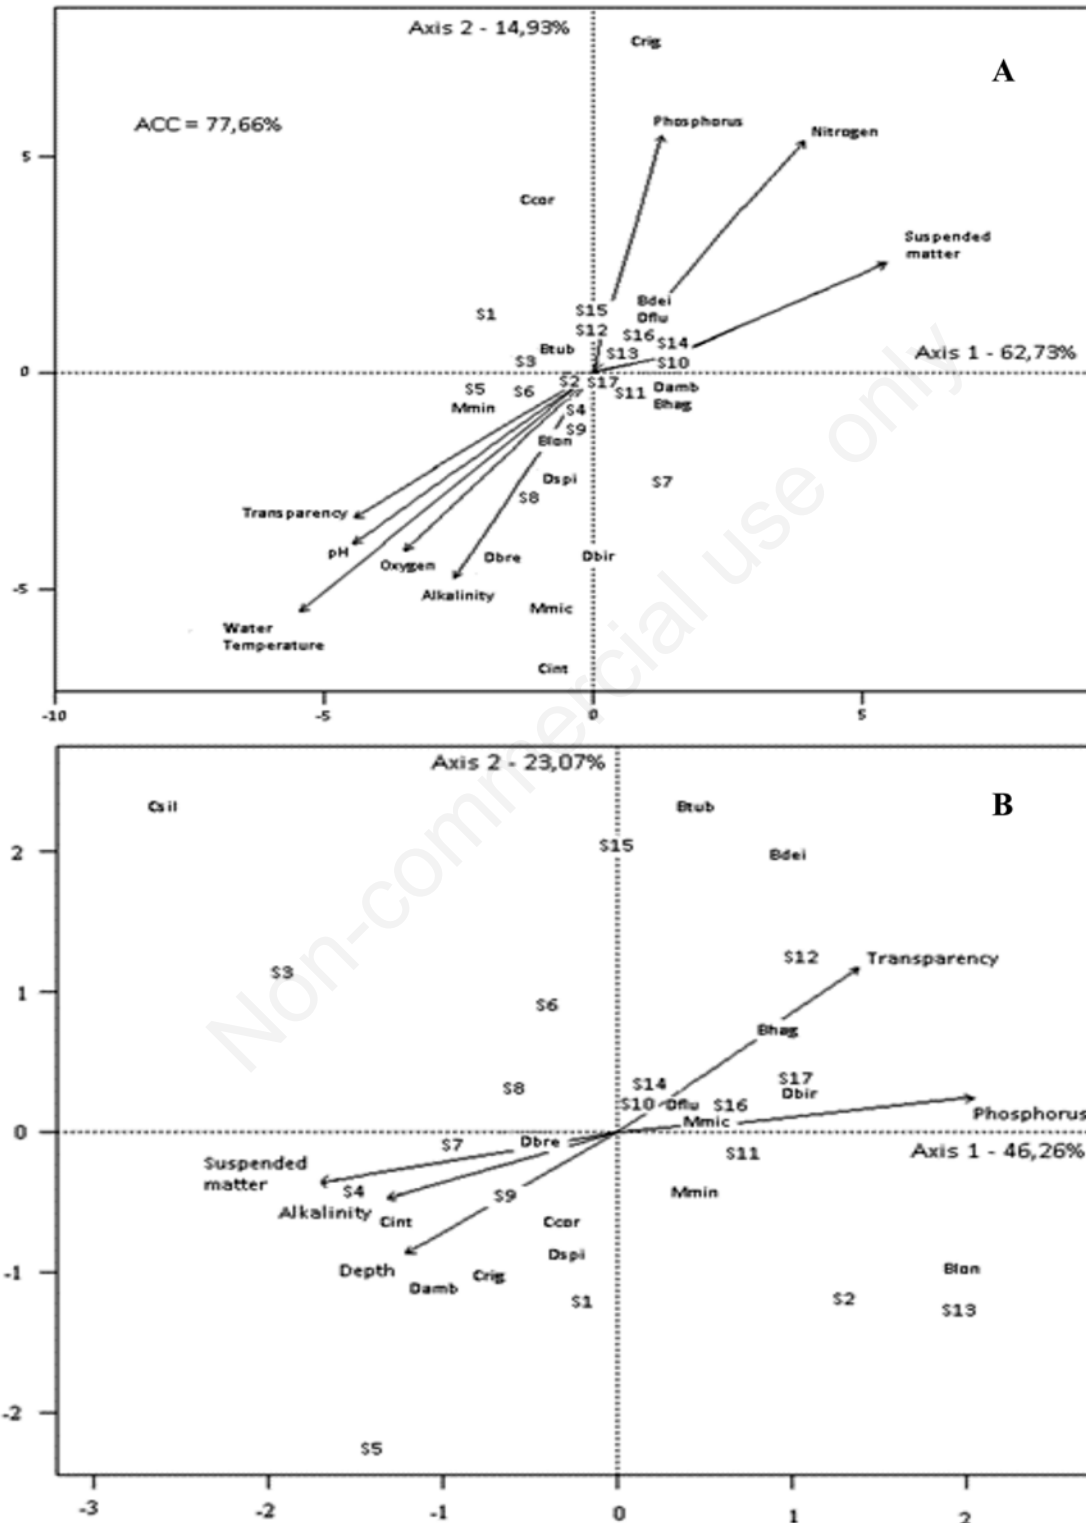 Axis 2 - 14,93%
Crig
A
ACC = 77,66%
Phosphorus
Nitrogen
5
Ccor
Suspended
matter
Bdei
S15
Dflu
S1
S12
S16
S14
Btub
S13
Axis 1 - 62,73%
S3
S10
0
S2
S17
Damb
S5
S6
S11
Mmin
S4
Bhag
S9
Blon
Dspi
S7
S8
Transparency
pH
Oxygen
Dbre
Dbir
-5
Alkalinity
Mmic
Water
Temperature
Cint
-10
-5
0
5
Non-commercial use only
Axis 2 - 23,07%
Csil
Btub
B
2
S15
Bdei
S12
Transparency
S3
1
S6
Bhag
S8
S14
S17
Dbir
S10
Dflu
S16
Mmic
Phosphorus
0
Dbre
S7
S11
Axis 1 - 46,26%
Suspended
matter
S4
S9
Mmin
Alkalinity
Cint
Ccor
Dspi
Depth
Crig
Blon
-1
Damb
S1
S2
S13
-2
S5
-3
-2
-1
0
1
2